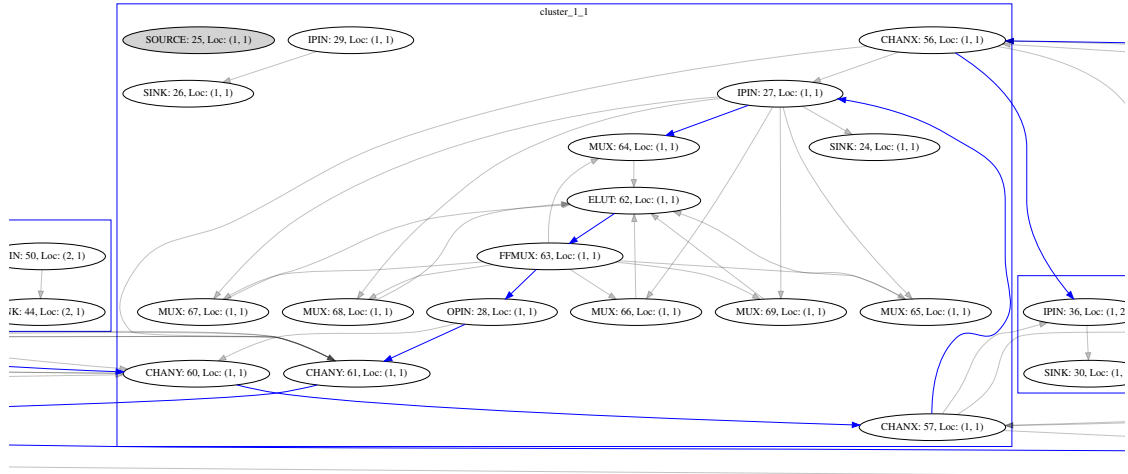 cluster_1_1
SOURCE: 25, Loc: (1, 1)
IPIN: 29, Loc: (1, 1)
CHANX: 56, Loc: (1, 1)
SINK: 26, Loc: (1, 1)
IPIN: 27, Loc: (1, 1)
MUX: 64, Loc: (1, 1)
SINK: 24, Loc: (1, 1)
ELUT: 62, Loc: (1, 1)
IN: 50, Loc: (2, 1)
FFMUX: 63, Loc: (1, 1)
NK: 44, Loc: (2, 1)
MUX: 67, Loc: (1, 1)
MUX: 68, Loc: (1, 1)
OPIN: 28, Loc: (1, 1)
MUX: 66, Loc: (1, 1)
MUX: 69, Loc: (1, 1)
MUX: 65, Loc: (1, 1)
IPIN: 36, Loc: (1, 2
CHANY: 60, Loc: (1, 1)
CHANY: 61, Loc: (1, 1)
SINK: 30, Loc: (1,
CHANX: 57, Loc: (1, 1)